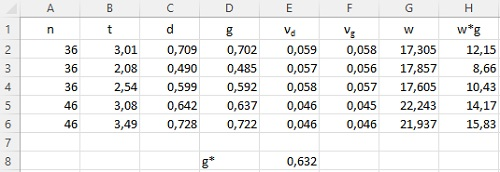 A B C D E F G H
1 n t d g vd vg w w*g
2 36 3,01 0,709 0,702 0,059 0,058 17,305 12,15
3 36 2,08 0,490 0,485 0,057 0,056 17,857 8,66
4 36 2,54 0,599 0,592 0,058 0,057 17,605 10,43
5 46 3,08 0,642 0,637 0,046 0,045 22,243 14,17
6 46 3,49 0,728 0,722 0,046 0,046 21,937 15,83
7
8 g* 0,632